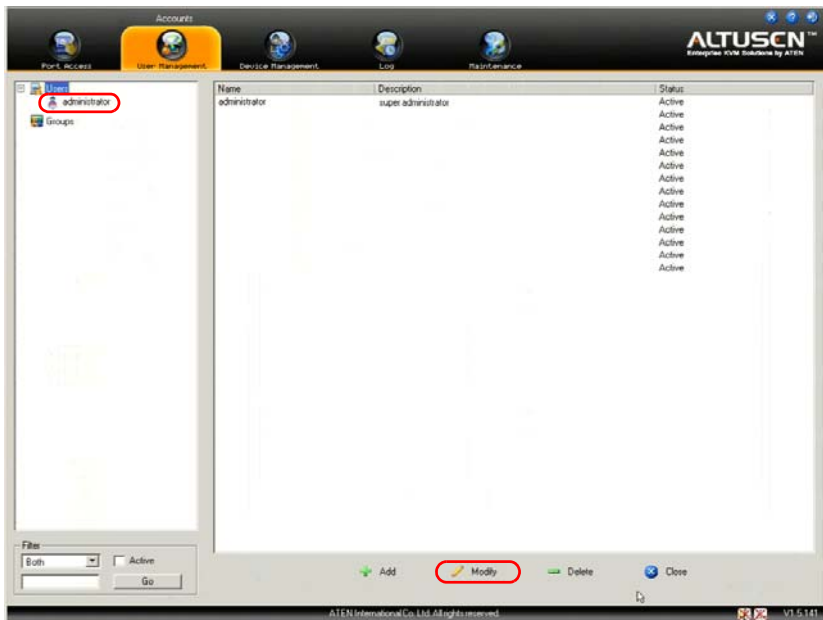 Accounts
Port Access
User Management
Device Management
Log
Maintenance
ALTUSEN™
Enterprise KVM Solutions by ATEN
Users
administrator
Groups
Name Description Status
administrator super administrator Active
Active
Active
Active
Active
Active
Active
Active
Active
Active
Active
Active
Active
Active
Filter
Both Active
Go
Add Modify Delete Close
ATEN International Co. Ltd. All rights reserved. V1.5.141